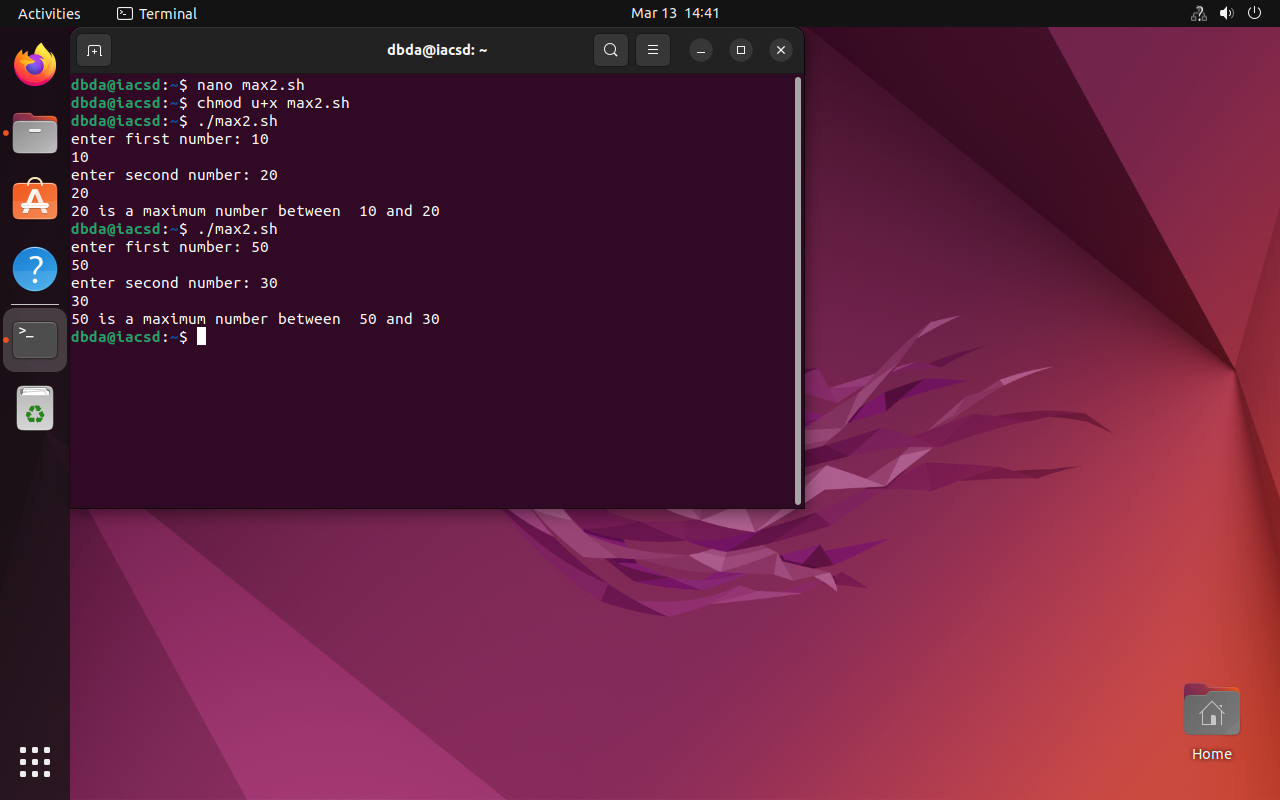 Activities
Terminal
Mar 13 14:41
dbda@iacsd: ~
dbda@iacsd:~$ nano max2.sh
dbda@iacsd:~$ chmod u+x max2.sh
dbda@iacsd:~$ ./max2.sh
enter first number: 10
10
enter second number: 20
20
20 is a maximum number between  10 and 20
dbda@iacsd:~$ ./max2.sh
enter first number: 50
50
enter second number: 30
30
50 is a maximum number between  50 and 30
dbda@iacsd:~$
Home